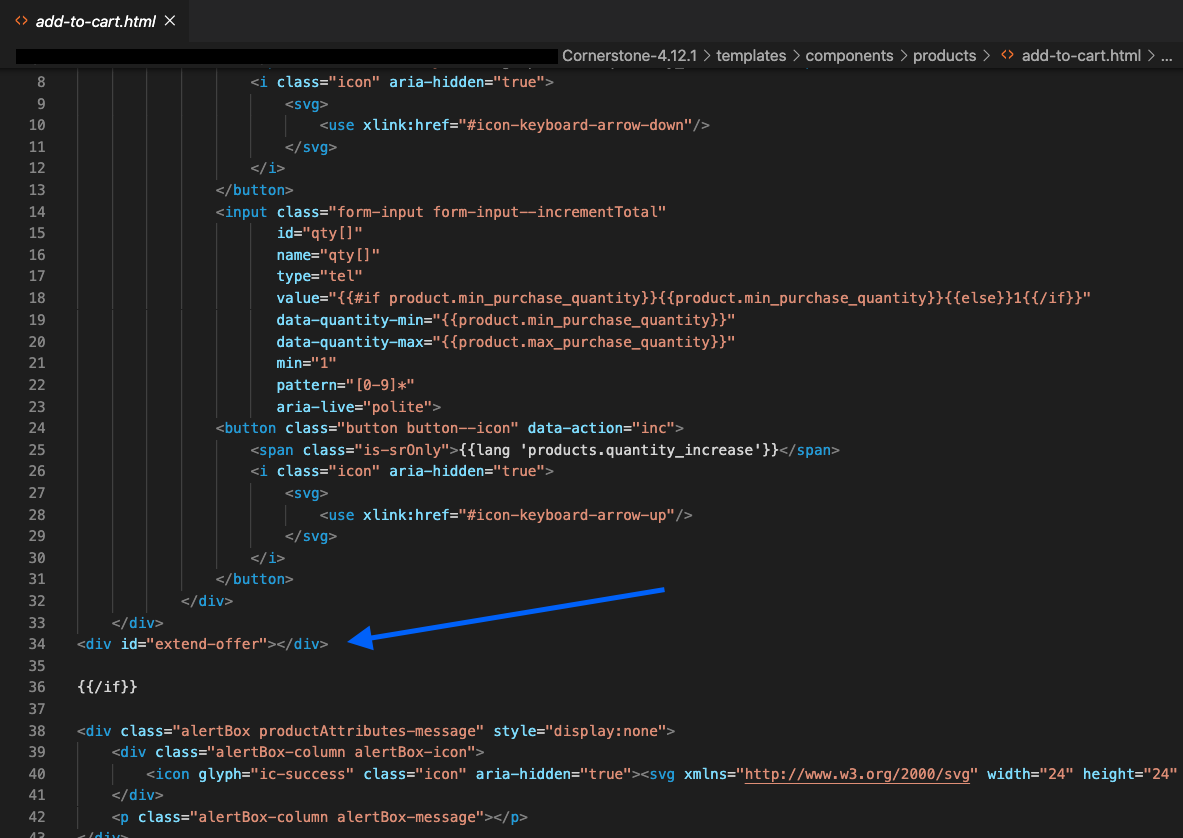 <> add-to-cart.html ×
Cornerstone-4.12.1 > templates > components > products > <> add-to-cart.html > ...
8 <i class="icon" aria-hidden="true">
9 <svg>
10 <use xlink:href="#icon-keyboard-arrow-down"/>
11 </svg>
12 </i>
13 </button>
14 <input class="form-input form-input--incrementTotal"
15 id="qty[]"
16 name="qty[]"
17 type="tel"
18 value="{{#if product.min_purchase_quantity}}{{product.min_purchase_quantity}}{{else}}1{{/if}}"
19 data-quantity-min="{{product.min_purchase_quantity}}"
20 data-quantity-max="{{product.max_purchase_quantity}}"
21 min="1"
22 pattern="[0-9]*"
23 aria-live="polite">
24 <button class="button button--icon" data-action="inc">
25 <span class="is-srOnly">{{lang 'products.quantity_increase'}}</span>
26 <i class="icon" aria-hidden="true">
27 <svg>
28 <use xlink:href="#icon-keyboard-arrow-up"/>
29 </svg>
30 </i>
31 </button>
32 </div>
33 </div>
34 <div id="extend-offer"></div>
35
36 {{/if}}
37
38 <div class="alertBox productAttributes-message" style="display:none">
39 <div class="alertBox-column alertBox-icon">
40 <icon glyph="ic-success" class="icon" aria-hidden="true"><svg xmlns="http://www.w3.org/2000/svg" width="24" height="24"
41 </div>
42 <p class="alertBox-column alertBox-message"></p>
43 </div>